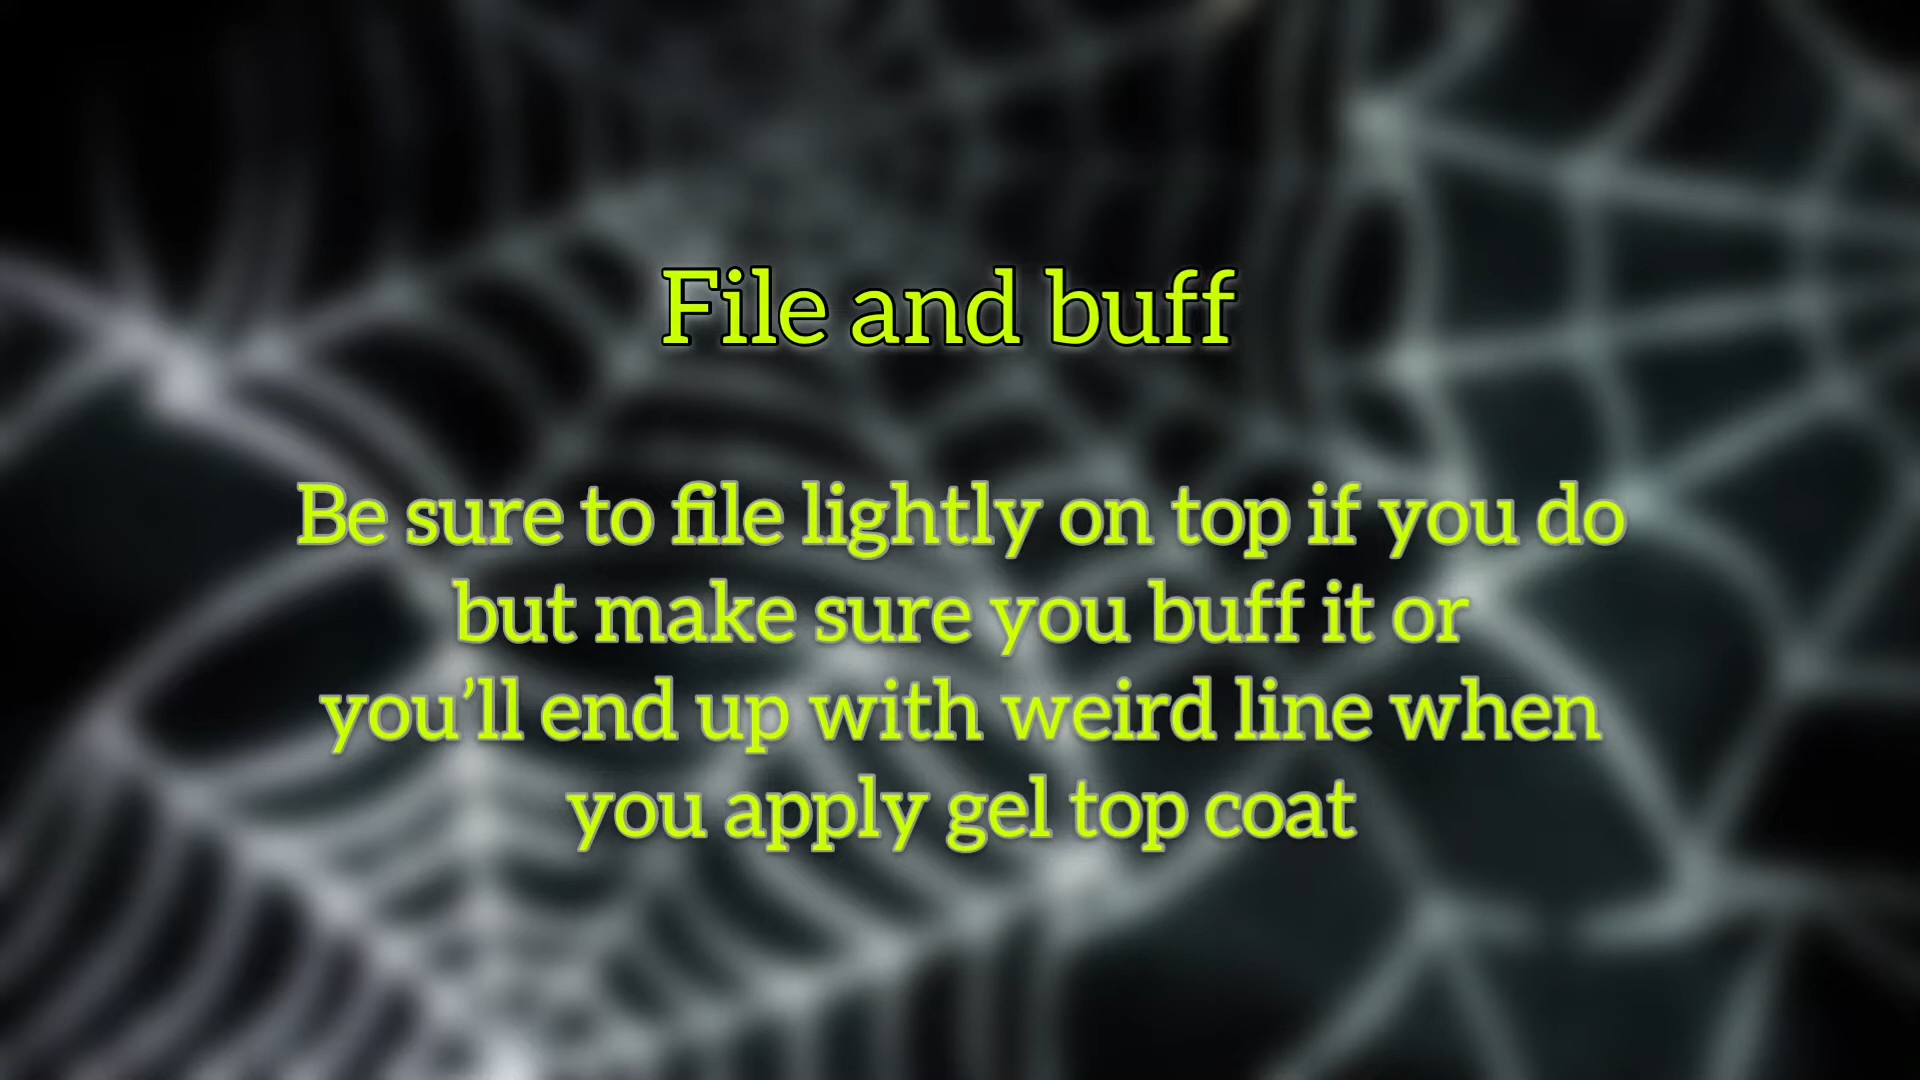 File and buff
Be sure to file lightly on top if you do
but make sure you buff it or
you’ll end up with weird line when
you apply gel top coat